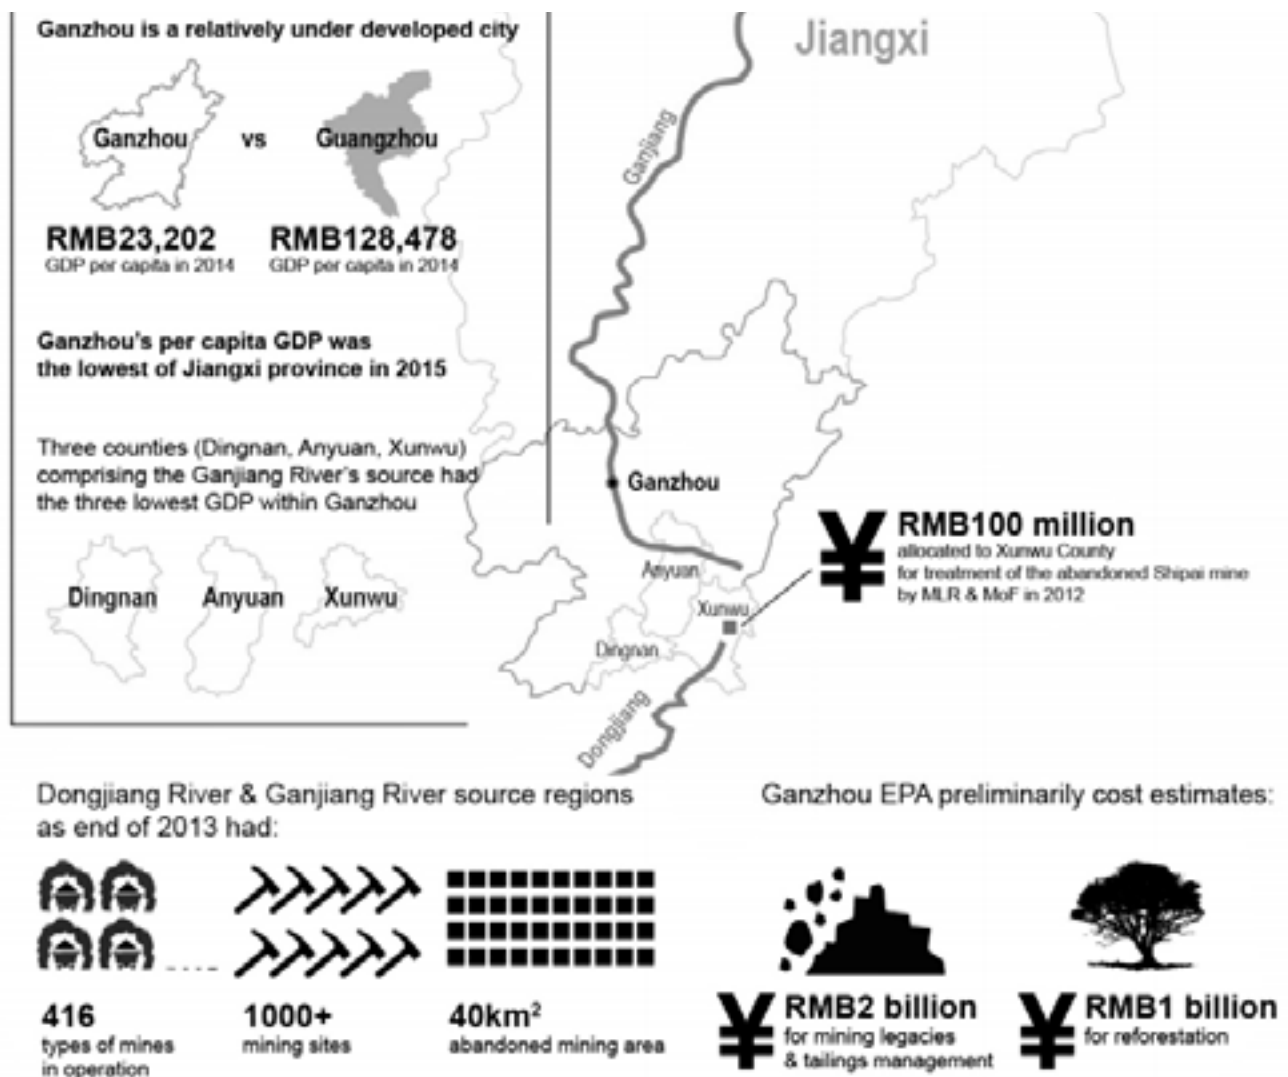 Ganzhou is a relatively under developed city
Ganzhou
vs
Guangzhou
RMB23,202
GDP per capita in 2014
RMB128,478
GDP per capita in 2014
Ganzhou's per capita GDP was
the lowest of Jiangxi province in 2015
Three counties (Dingnan, Anyuan, Xunwu)
comprising the Ganjiang River's source had
the three lowest GDP within Ganzhou
Dingnan
Anyuan
Xunwu
Jiangxi
Ganjiang
Ganzhou
Anyuan
Xunwu
Dingnan
Dongjiang
¥
RMB100 million
allocated to Xunwu County
for treatment of the abandoned Shipai mine
by MLR & MoF in 2012
Dongjiang River & Ganjiang River source regions
as end of 2013 had:
416
types of mines
in operation
1000+
mining sites
40km²
abandoned mining area
Ganzhou EPA preliminarily cost estimates:
¥
RMB2 billion
for mining legacies
& tailings management
¥
RMB1 billion
for reforestation